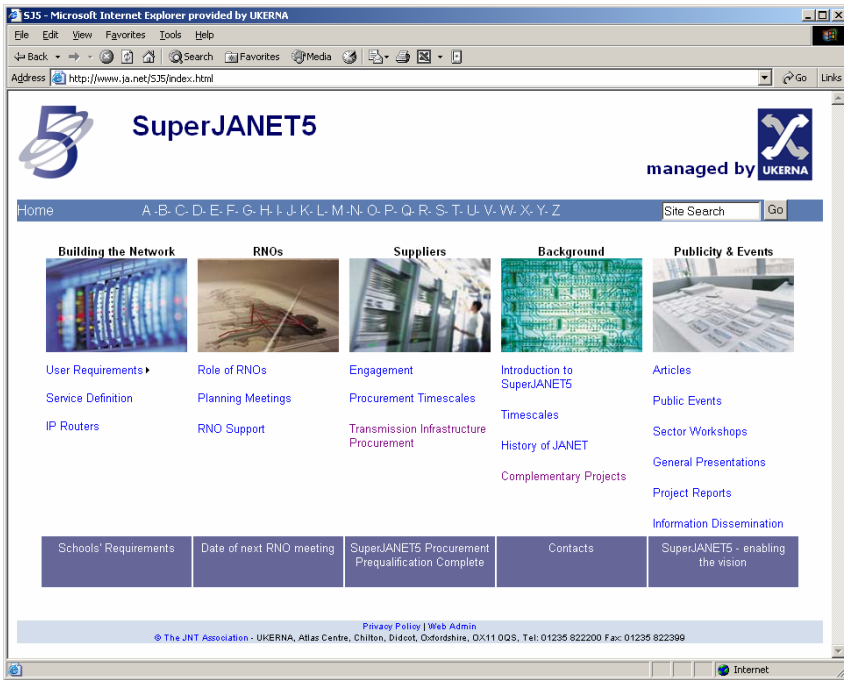 SJ5 - Microsoft Internet Explorer provided by UKERNA
File Edit View Favorites Tools Help
Back Search Favorites Media
Address http://www.ja.net/SJ5/index.html Go Links
5 SuperJANET5
managed by UKERNA
Home A -B- C- D- E- F- G- H- I- J- K- L- M -N- O- P- Q- R- S- T- U- V- W- X- Y- Z Site Search Go
Building the Network RNOs Suppliers Background Publicity & Events
User Requirements Role of RNOs Engagement Introduction to SuperJANET5 Articles
Service Definition Planning Meetings Procurement Timescales Timescales Public Events
IP Routers RNO Support Transmission Infrastructure Procurement History of JANET Sector Workshops
Complementary Projects General Presentations
Project Reports
Information Dissemination
Schools' Requirements Date of next RNO meeting SuperJANET5 Procurement Prequalification Complete Contacts SuperJANET5 - enabling the vision
Privacy Policy | Web Admin
© The JNT Association - UKERNA, Atlas Centre, Chilton, Didcot, Oxfordshire, OX11 0QS, Tel: 01235 822200 Fax: 01235 822399
Internet